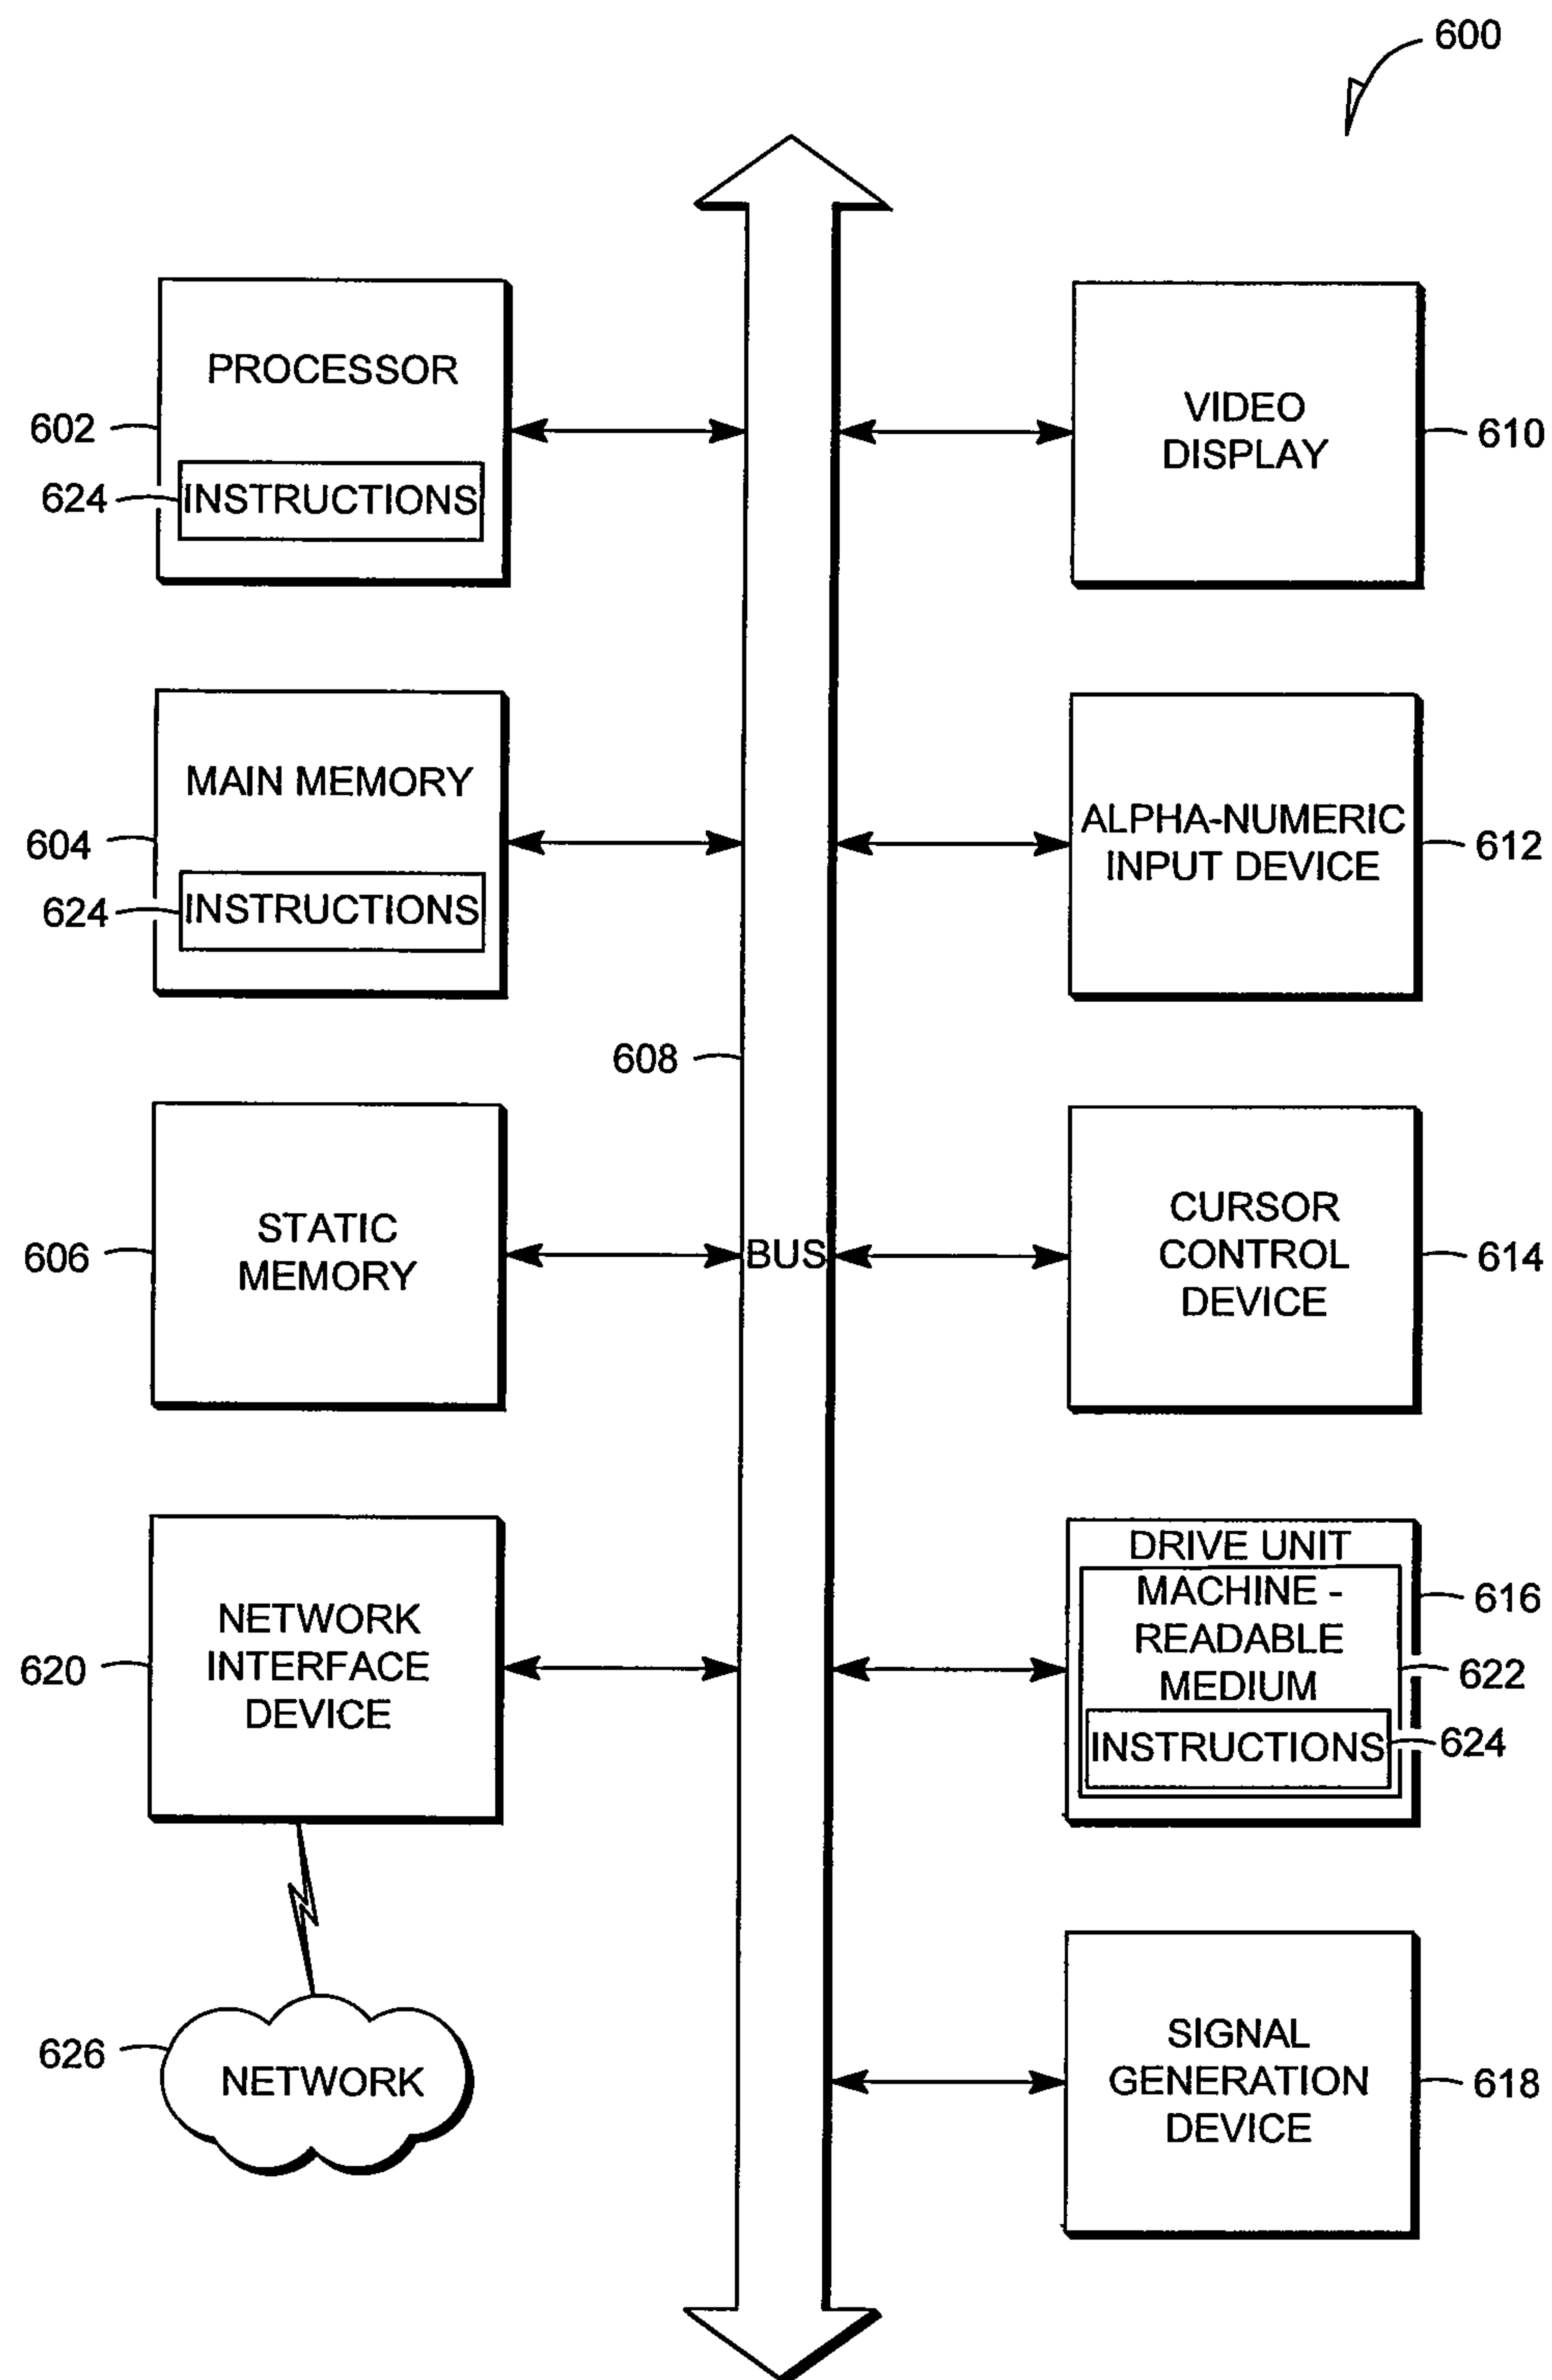 600
PROCESSOR
602
624
INSTRUCTIONS
VIDEO
DISPLAY
610
MAIN MEMORY
604
624
INSTRUCTIONS
ALPHA-NUMERIC
INPUT DEVICE
612
608
STATIC
MEMORY
606
BUS
CURSOR
CONTROL
DEVICE
614
NETWORK
INTERFACE
DEVICE
620
DRIVE UNIT
MACHINE -
READABLE
MEDIUM
616
622
INSTRUCTIONS
624
626
NETWORK
SIGNAL
GENERATION
DEVICE
618